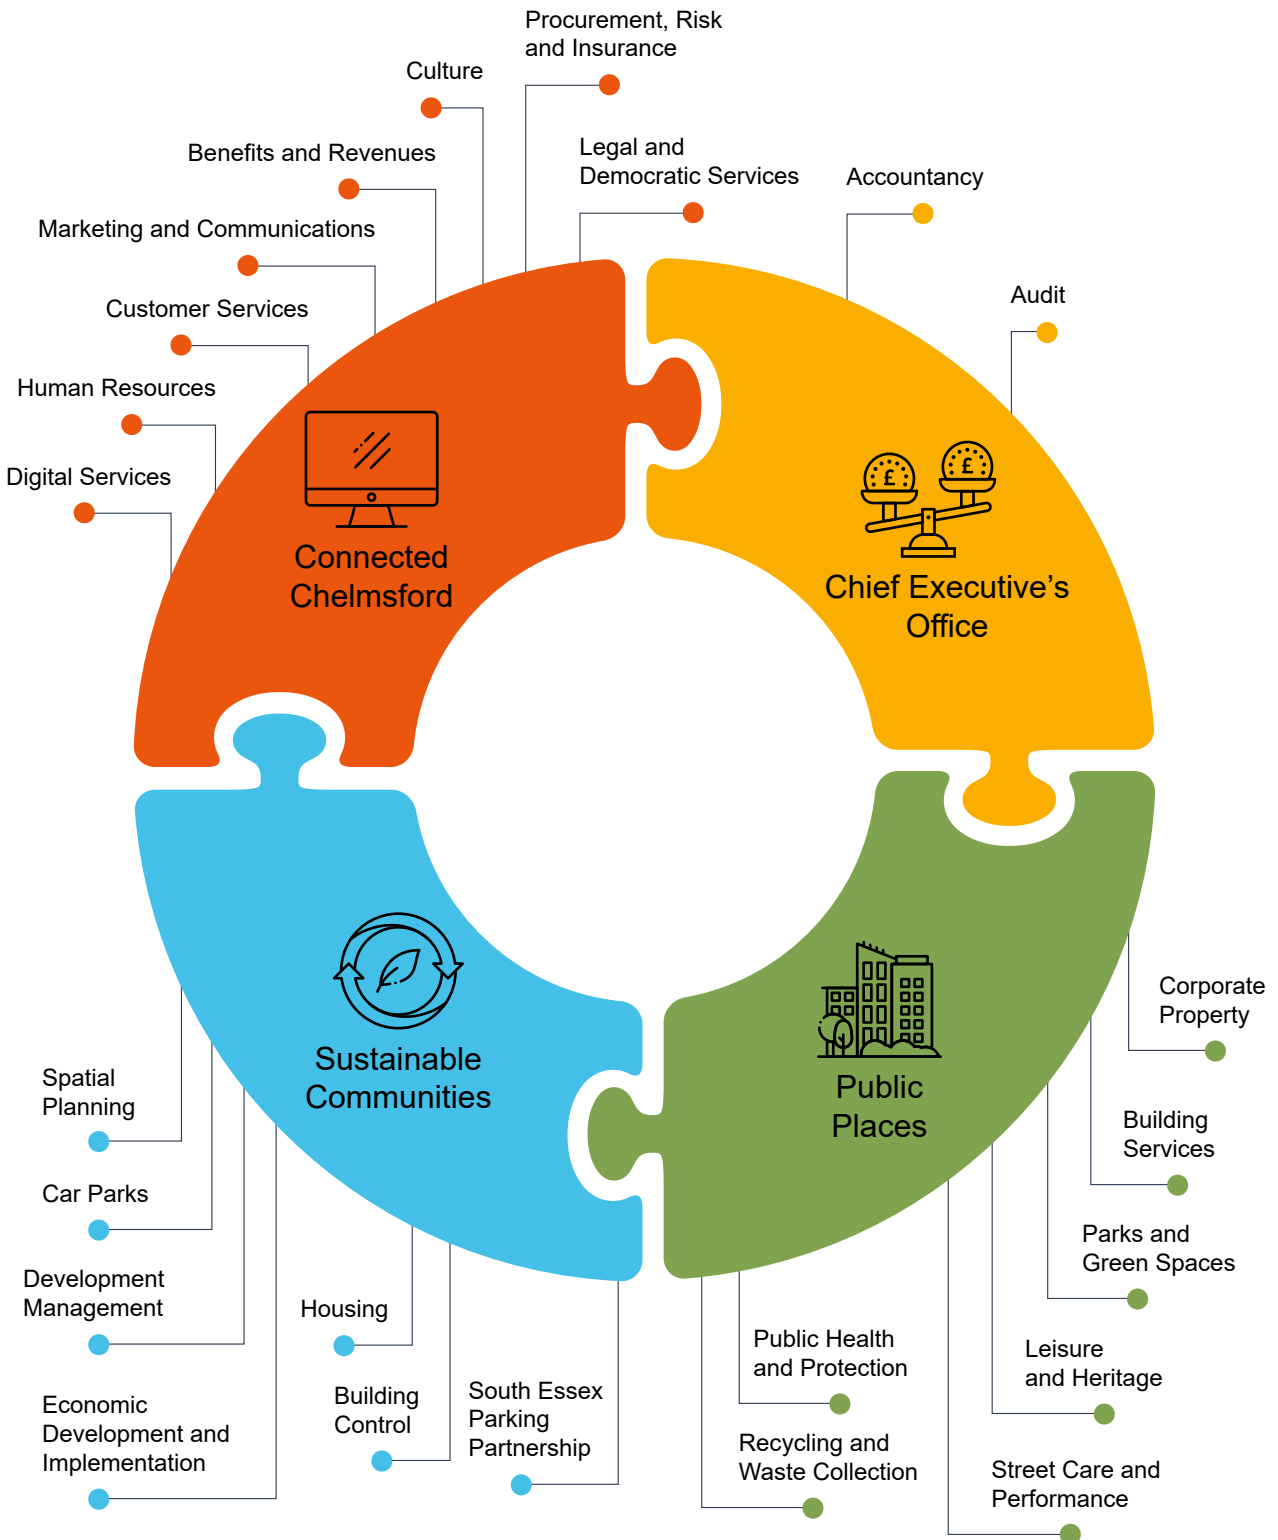 Procurement, Risk
and Insurance
Culture
Benefits and Revenues
Legal and
Democratic Services
Accountancy
Marketing and Communications
Customer Services
Audit
Human Resources
Digital Services
£
£
Connected
Chelmsford
Chief Executive’s
Office
Sustainable
Communities
Public
Places
Corporate
Property
Spatial
Planning
Building
Services
Car Parks
Parks and
Green Spaces
Development
Management
Housing
Public Health
and Protection
Leisure
and Heritage
Economic
Development and
Implementation
Building
Control
South Essex
Parking
Partnership
Recycling and
Waste Collection
Street Care and
Performance